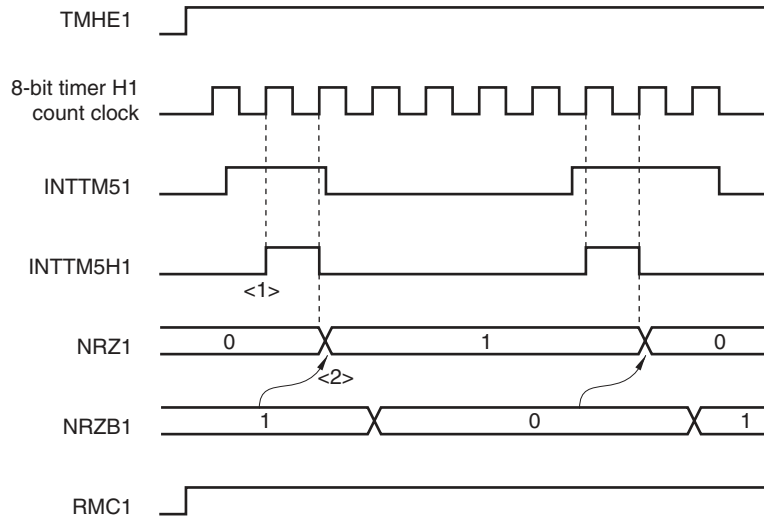 TMHE1
8-bit timer H1
count clock
INTTM51
INTTM5H1
<1>
NRZ1
0
1
0
<2>
NRZB1
1
0
1
RMC1